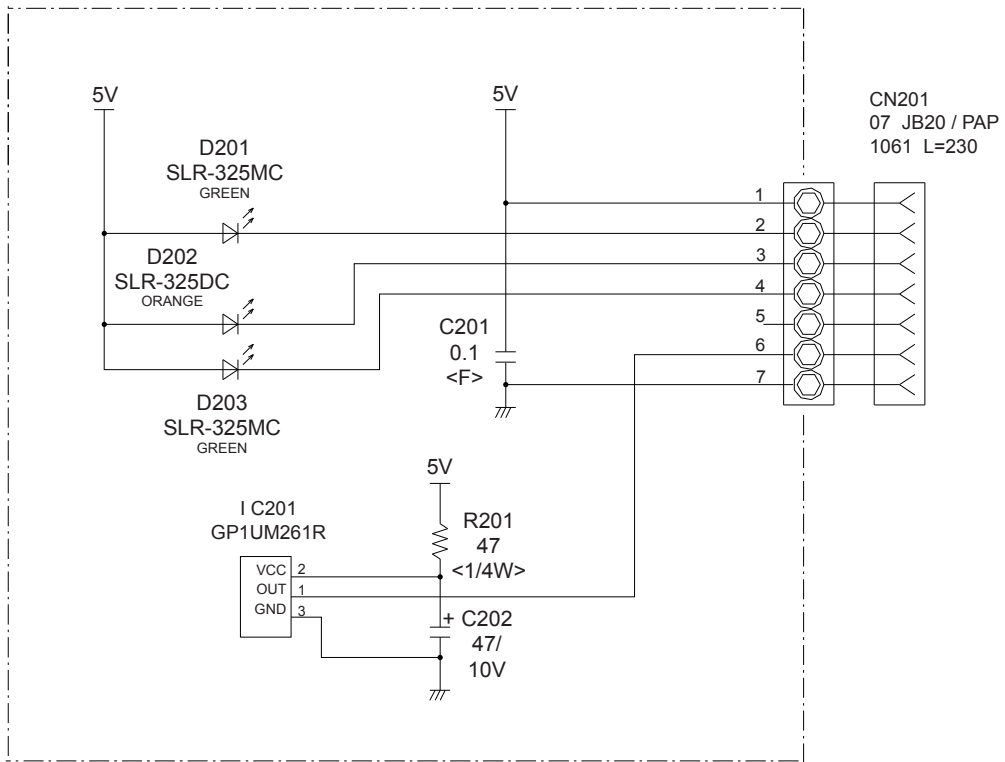 5V
5V
CN201
07 JB20 / PAP
1061 L=230
D201
SLR-325MC
GREEN
1
2
D202
SLR-325DC
ORANGE
3
4
C201
0.1
<F>
5
6
7
D203
SLR-325MC
GREEN
5V
I C201
GP1UM261R
R201
47
<1/4W>
VCC 2
OUT 1
GND 3
+ C202
47/
10V